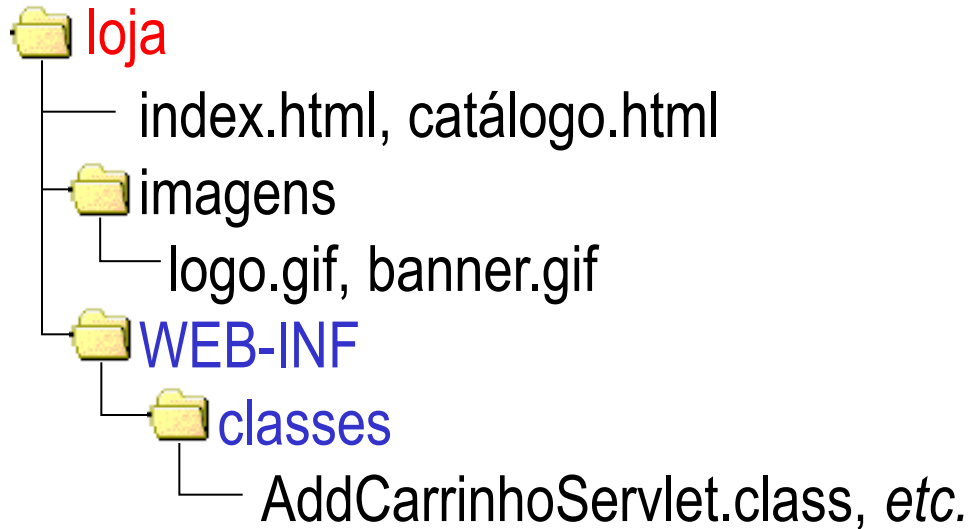 loja
index.html, catálogo.html
imagens
logo.gif, banner.gif
WEB-INF
classes
AddCarrinhoServlet.class, etc.